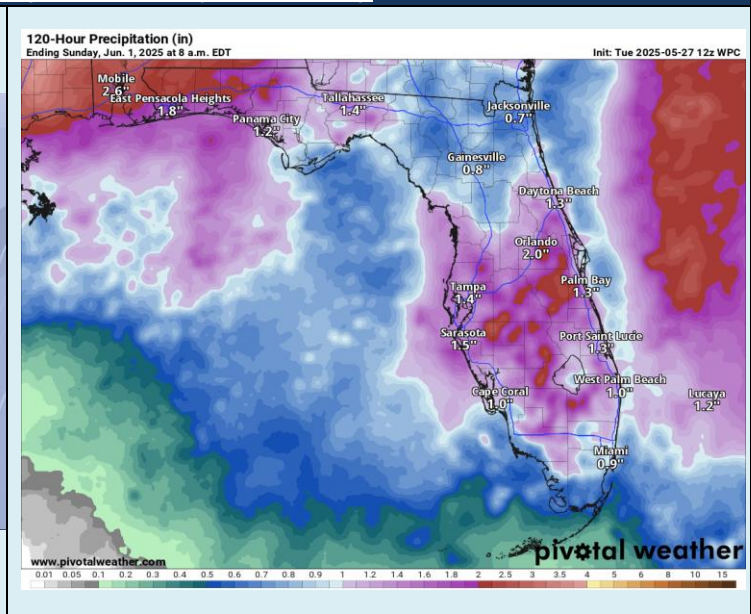 120-Hour Precipitation (in)
Ending Sunday, Jun. 1, 2025 at 8 a.m. EDT
Init: Tue 2025-05-27 12z WPC
Mobile
2.6"
East Pensacola Heights
1.8"
Panama City
1.2"
Tallahassee
1.4"
Jacksonville
0.7"
Gainesville
0.8"
Daytona Beach
1.3"
Orlando
2.0"
Tampa
1.4"
Palm Bay
1.3"
Sarasota
1.5"
Port Saint Lucie
1.3"
West Palm Beach
1.0"
Cape Coral
1.0"
Lucaya
1.2"
Miami
0.9"
pivotal weather
www.pivotalweather.com
0.01 0.05 0.1 0.2 0.3 0.4 0.5 0.6 0.7 0.8 0.9 1 1.2 1.4 1.6 1.8 2 2.5 3 3.5 4 5 6 8 10 15